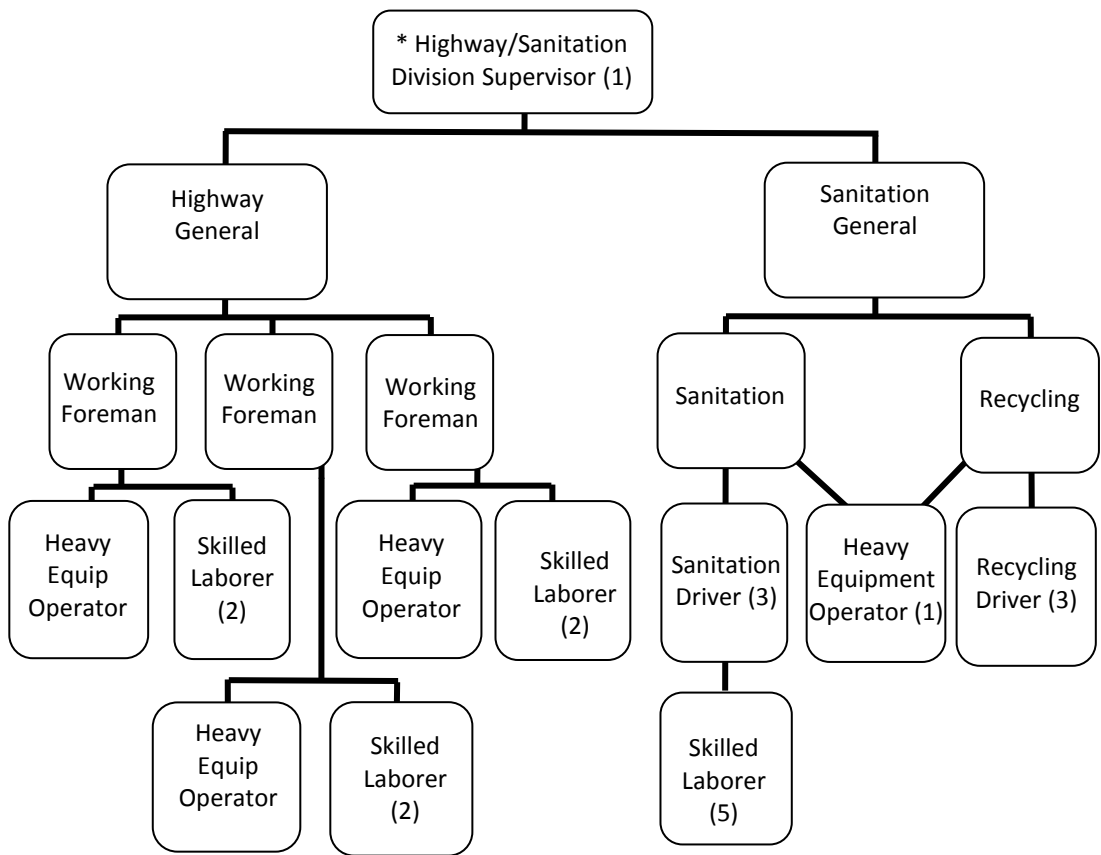 * Highway/Sanitation
Division Supervisor (1)
Highway
General
Sanitation
General
Working
Foreman
Working
Foreman
Working
Foreman
Sanitation
Recycling
Heavy
Equip
Operator
Skilled
Laborer
(2)
Heavy
Equip
Operator
Skilled
Laborer
(2)
Sanitation
Driver (3)
Heavy
Equipment
Operator (1)
Recycling
Driver (3)
Heavy
Equip
Operator
Skilled
Laborer
(2)
Skilled
Laborer
(5)